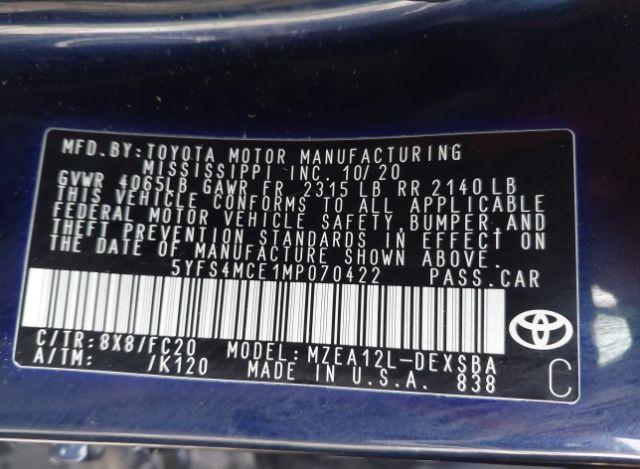 MFD. BY: TOYOTA MOTOR MANUFACTURING
MISSISSIPPI INC. 10/20
GVWR 4065LB GAWR FR 2315 LB RR 2140 LB
THIS VEHICLE CONFORMS TO ALL APPLICABLE
FEDERAL MOTOR VEHICLE SAFETY, BUMPER, AND
THEFT PREVENTION STANDARDS IN EFFECT ON
THE DATE OF MANUFACTURE SHOWN ABOVE.
5YFS4MCE1MP070422 PASS. CAR
C/TR: 8X8/FC20 MODEL: MZEA12L-DEXSBA
A/TM: /K120 MADE IN U.S.A. 838
C